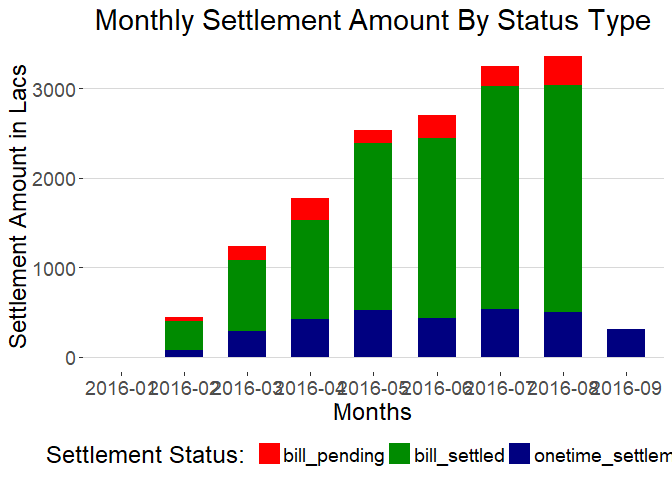 Monthly Settlement Amount By Status Type
Settlement Amount in Lacs
3000
2000
1000
0
2016-01 2016-02 2016-03 2016-04 2016-05 2016-06 2016-07 2016-08 2016-09
Months
Settlement Status: bill_pending bill_settled onetime_settlem